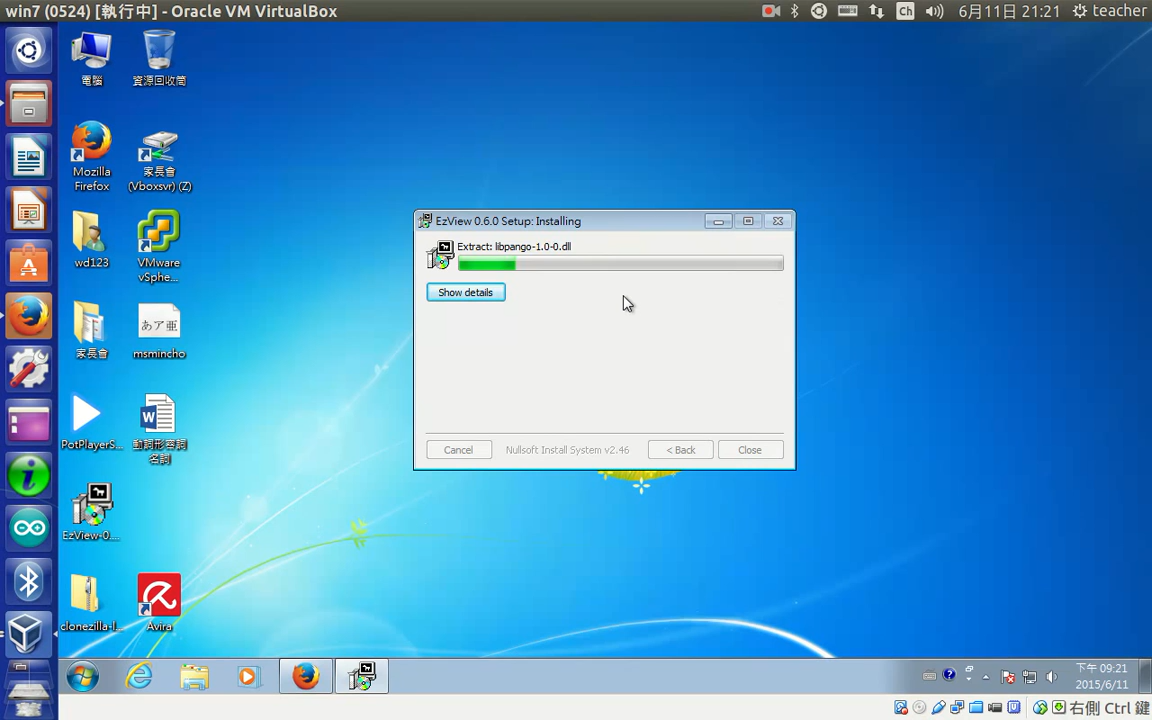 win7 (0524) [執行中] - Oracle VM VirtualBox
Ch
6月11日 21:21
teacher
電腦
資源回收筒
Mozilla
Firefox
家長會
(Vboxsvr) (Z)
wd123
VMware
vSphe...
家長會
あア亜
msmincho
PotPlayerS...
W
動詞形容詞
名詞
EzView-0....
clonezilla-l...
Avira
EzView 0.6.0 Setup: Installing
Extract: libpango-1.0-0.dll
Show details
Cancel
Nullsoft Install System v2.46
< Back
Close
下午 09:21
2015/6/11
右側 Ctrl 鍵